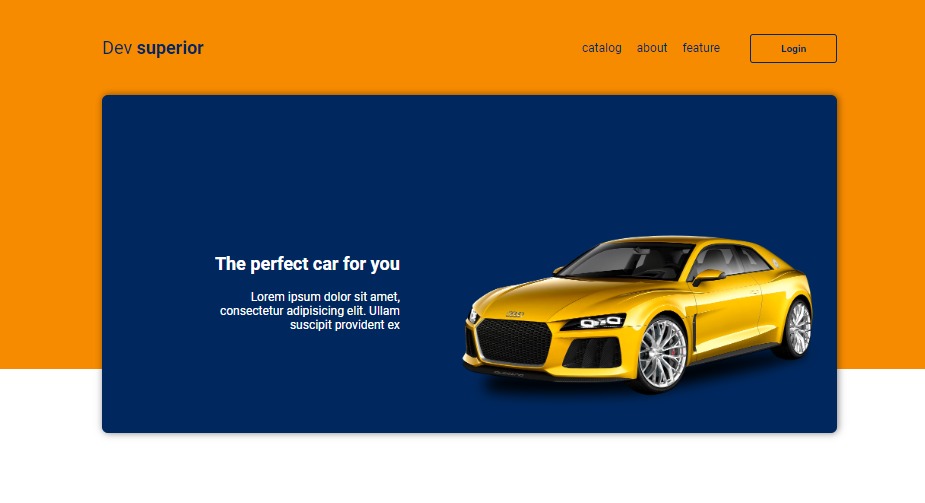 Dev superior
catalog about feature Login
The perfect car for you
Lorem ipsum dolor sit amet,
consectetur adipisicing elit. Ullam
suscipit provident ex